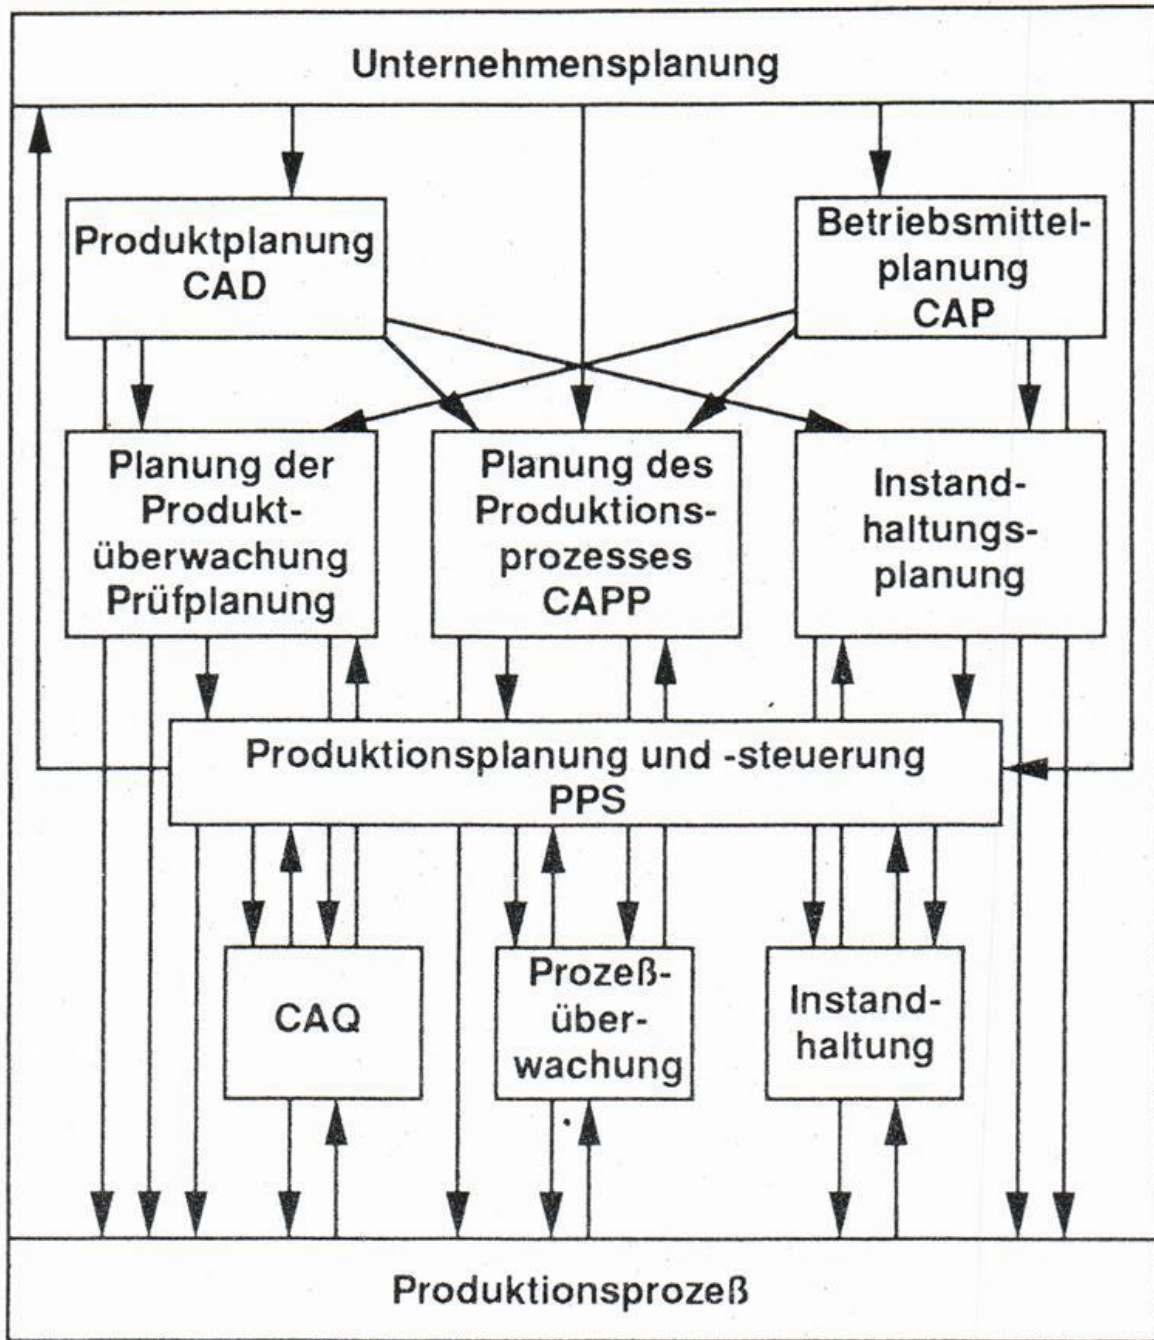 Unternehmensplanung
Produktplanung
CAD
Betriebsmittel-
planung
CAP
Planung der
Produkt-
überwachung
Prüfplanung
Planung des
Produktions-
prozesses
CAPP
Instand-
haltungs-
planung
Produktionsplanung und -steuerung
PPS
CAQ
Prozeß-
über-
wachung
Instand-
haltung
Produktionsprozeß